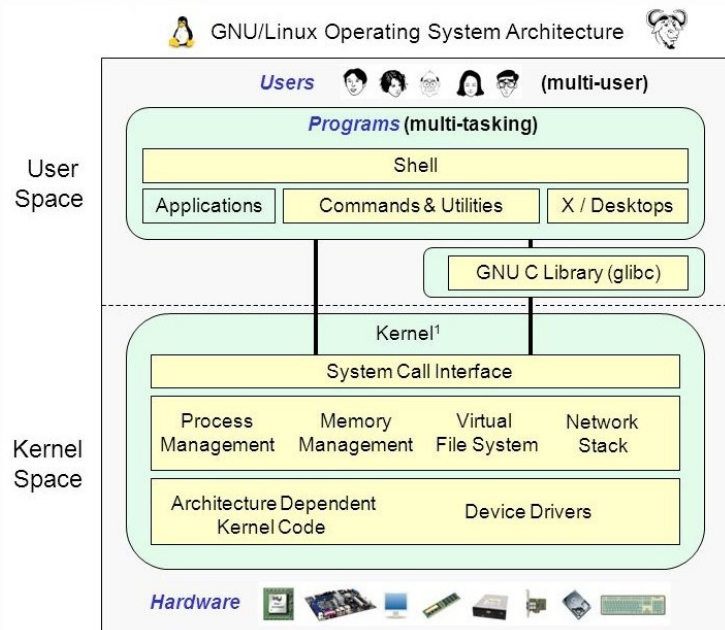 GNU/Linux Operating System Architecture
Users (multi-user)
Programs (multi-tasking)
User
Space
Shell
Applications
Commands & Utilities
X / Desktops
GNU C Library (glibc)
Kernel
Space
Kernel¹
System Call Interface
Process
Management
Memory
Management
Virtual
File System
Network
Stack
Architecture Dependent
Kernel Code
Device Drivers
Hardware